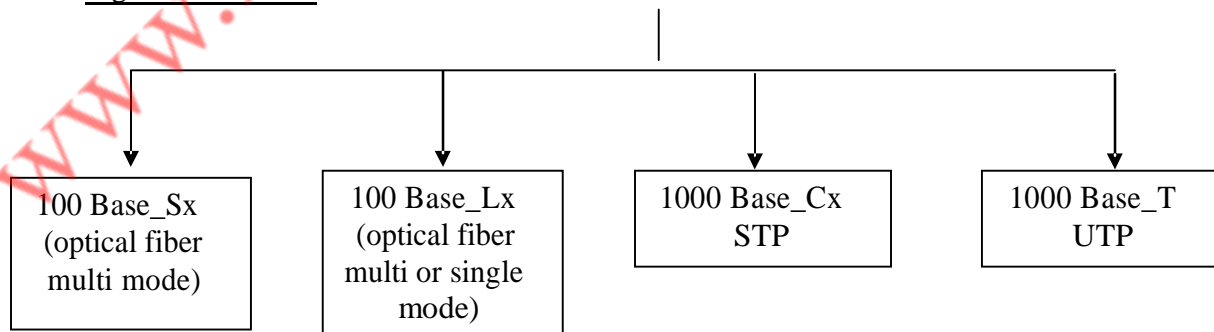 www.
100 Base_Sx
(optical fiber
multi mode)
100 Base_Lx
(optical fiber
multi or single
mode)
1000 Base_Cx
STP
1000 Base_T
UTP